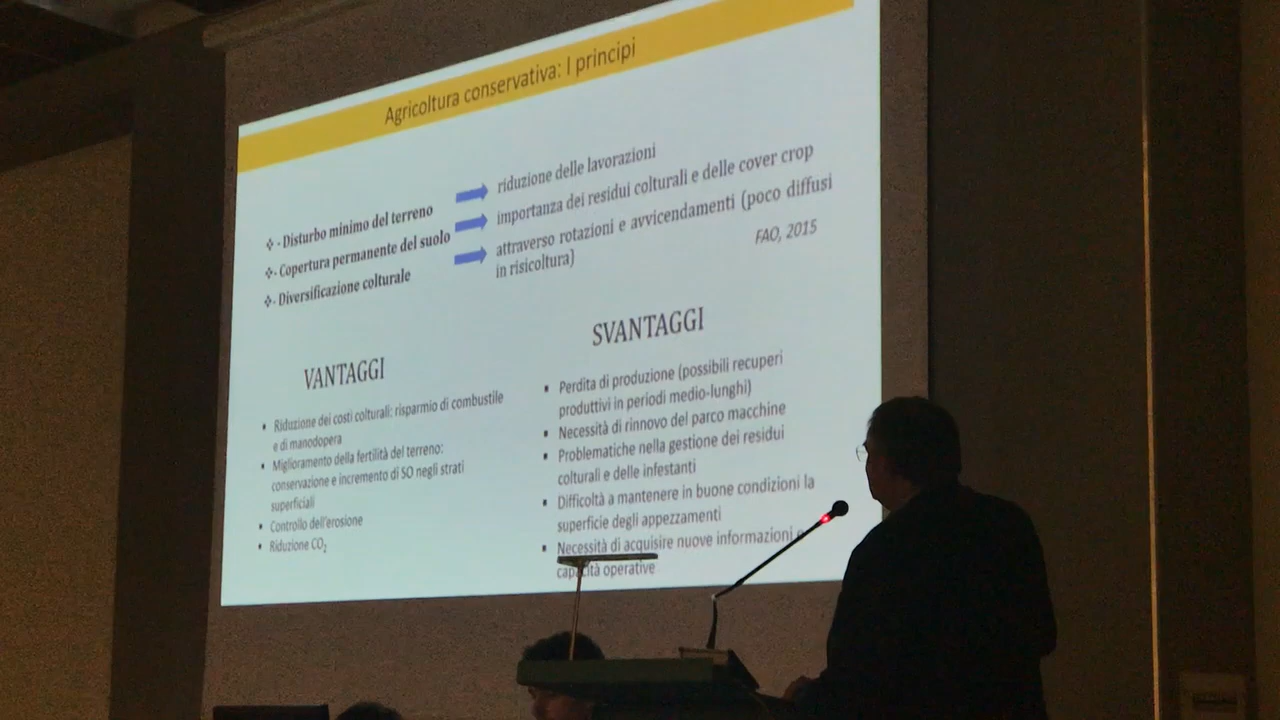 Agricoltura conservativa: I principi
❖ - Disturbo minimo del terreno
❖ - Copertura permanente del suolo
❖ - Diversificazione colturale
riduzione delle lavorazioni
importanza dei residui colturali e delle cover crop
attraverso rotazioni e avvicendamenti (poco diffusi
in risicoltura)
FAO, 2015
VANTAGGI
▪ Riduzione dei costi colturali: risparmio di combustile
e di manodopera
▪ Miglioramento della fertilità del terreno:
conservazione e incremento di SO negli strati
superficiali
▪ Controllo dell'erosione
▪ Riduzione CO₂
SVANTAGGI
▪ Perdita di produzione (possibili recuperi
produttivi in periodi medio-lunghi)
▪ Necessità di rinnovo del parco macchine
▪ Problematiche nella gestione dei residui
colturali e delle infestanti
▪ Difficoltà a mantenere in buone condizioni la
superficie degli appezzamenti
▪ Necessità di acquisire nuove informazioni e
capacità operative